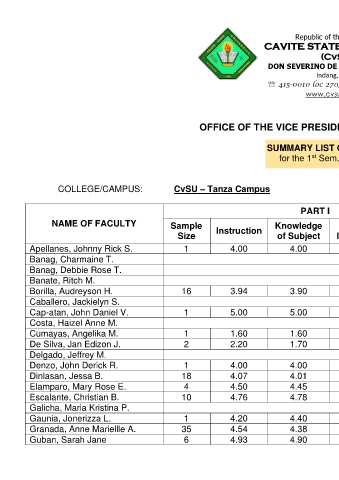 Republic of th
CAVITE STATE
(CvS
DON SEVERINO DE
Indang,
☏ 415-0010 loc 270
www.cvs
OFFICE OF THE VICE PRESID
SUMMARY LIST
for the 1st Sem.
COLLEGE/CAMPUS: CvSU – Tanza Campus
PART I
NAME OF FACULTY Sample Size Instruction Knowledge of Subject
Apellanes, Johnny Rick S. 1 4.00 4.00
Banag, Charmaine T.
Banag, Debbie Rose T.
Banate, Ritch M.
Borilla, Audreyson H. 16 3.94 3.90
Caballero, Jackielyn S.
Cap-atan, John Daniel V. 1 5.00 5.00
Costa, Haizel Anne M.
Cumayas, Angelika M. 1 1.60 1.60
De Silva, Jan Edizon J. 2 2.20 1.70
Delgado, Jeffrey M.
Denzo, John Derick R. 1 4.00 4.00
Dinlasan, Jessa B. 18 4.07 4.01
Elamparo, Mary Rose E. 4 4.50 4.45
Escalante, Christian B. 10 4.76 4.78
Galicha, Maria Kristina P.
Gaunia, Jonerizza L. 1 4.20 4.40
Granada, Anne Marielle A. 35 4.54 4.38
Guban, Sarah Jane 6 4.93 4.90